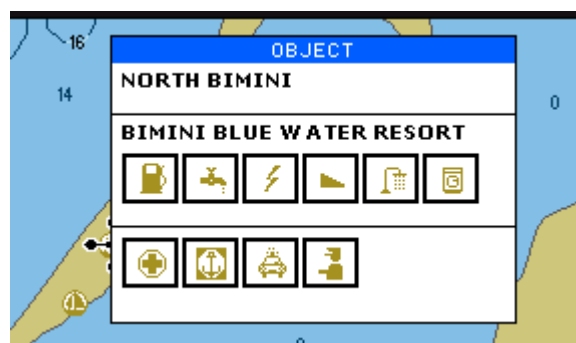 16
OBJECT
NORTH BIMINI
14
0
BIMINI BLUE WATER RESORT